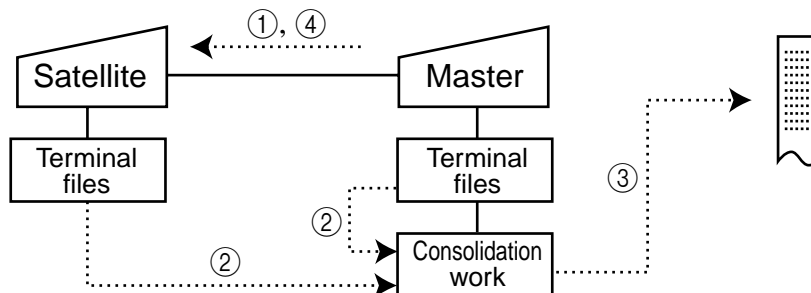 ①, ④
Satellite
Master
Terminal
files
Terminal
files
③
②
②
Consolidation
work